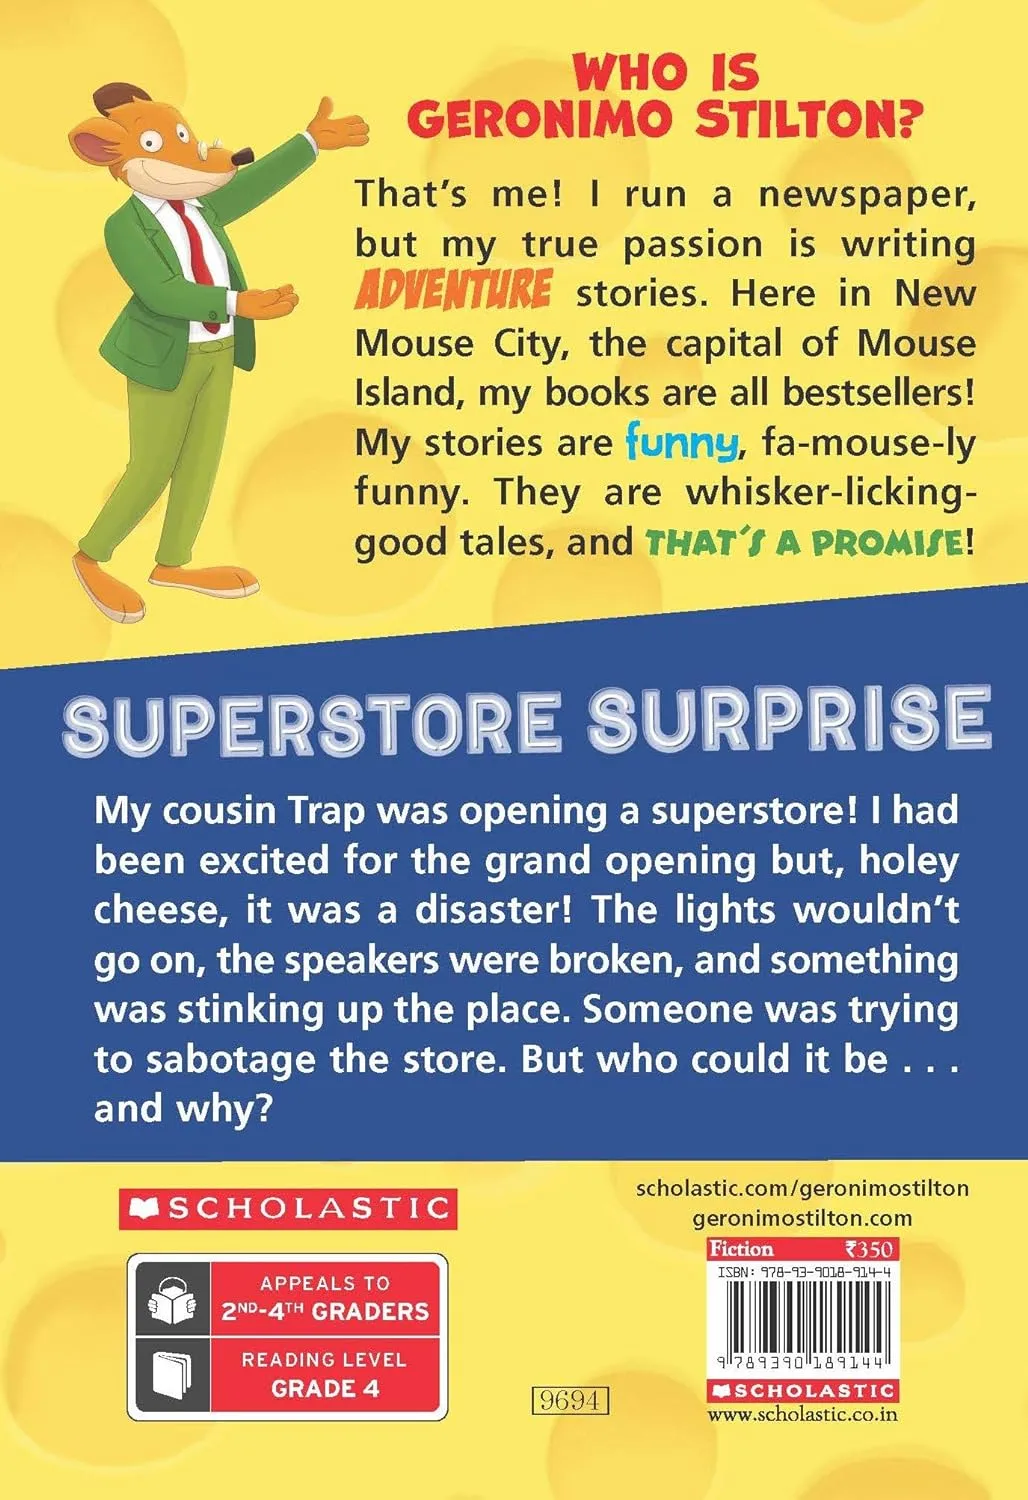 WHO IS
GERONIMO STILTON?
That's me! I run a newspaper,
but my true passion is writing
ADVENTURE stories. Here in New
Mouse City, the capital of Mouse
Island, my books are all bestsellers!
My stories are funny, fa-mouse-ly
funny. They are whisker-licking-
good tales, and THAT'S A PROMISE!
SUPERSTORE SURPRISE
My cousin Trap was opening a superstore! I had
been excited for the grand opening but, holey
cheese, it was a disaster! The lights wouldn't
go on, the speakers were broken, and something
was stinking up the place. Someone was trying
to sabotage the store. But who could it be . . .
and why?
SCHOLASTIC
APPEALS TO
2ND-4TH GRADERS
READING LEVEL
GRADE 4
9694
scholastic.com/geronimostilton
geronimostilton.com
Fiction ₹350
ISBN: 978-93-9018-914-4
9 789390 189144
SCHOLASTIC
www.scholastic.co.in